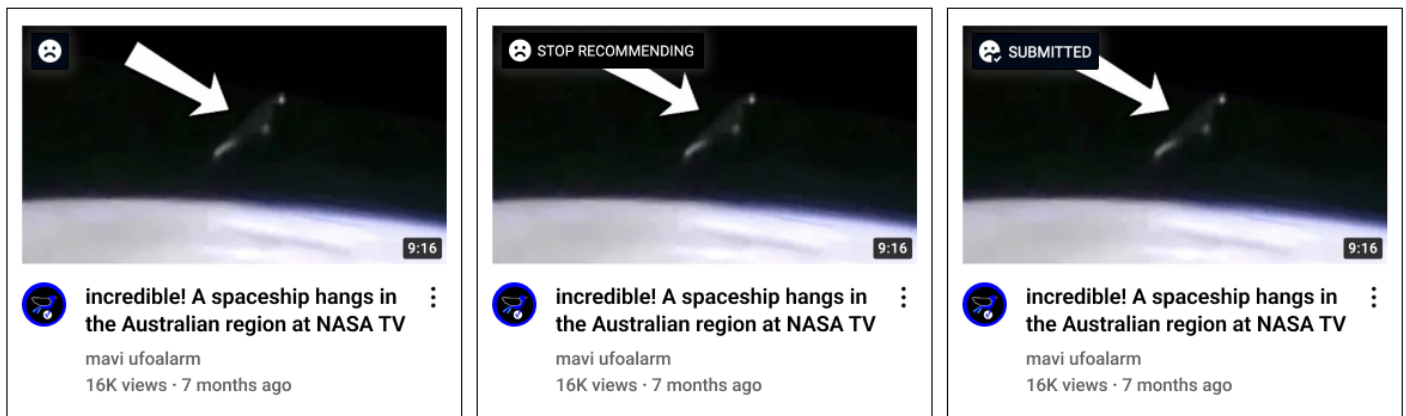 9:16
incredible! A spaceship hangs in
the Australian region at NASA TV
mavi ufoalarm
16K views · 7 months ago
STOP RECOMMENDING
9:16
incredible! A spaceship hangs in
the Australian region at NASA TV
mavi ufoalarm
16K views · 7 months ago
SUBMITTED
9:16
incredible! A spaceship hangs in
the Australian region at NASA TV
mavi ufoalarm
16K views · 7 months ago